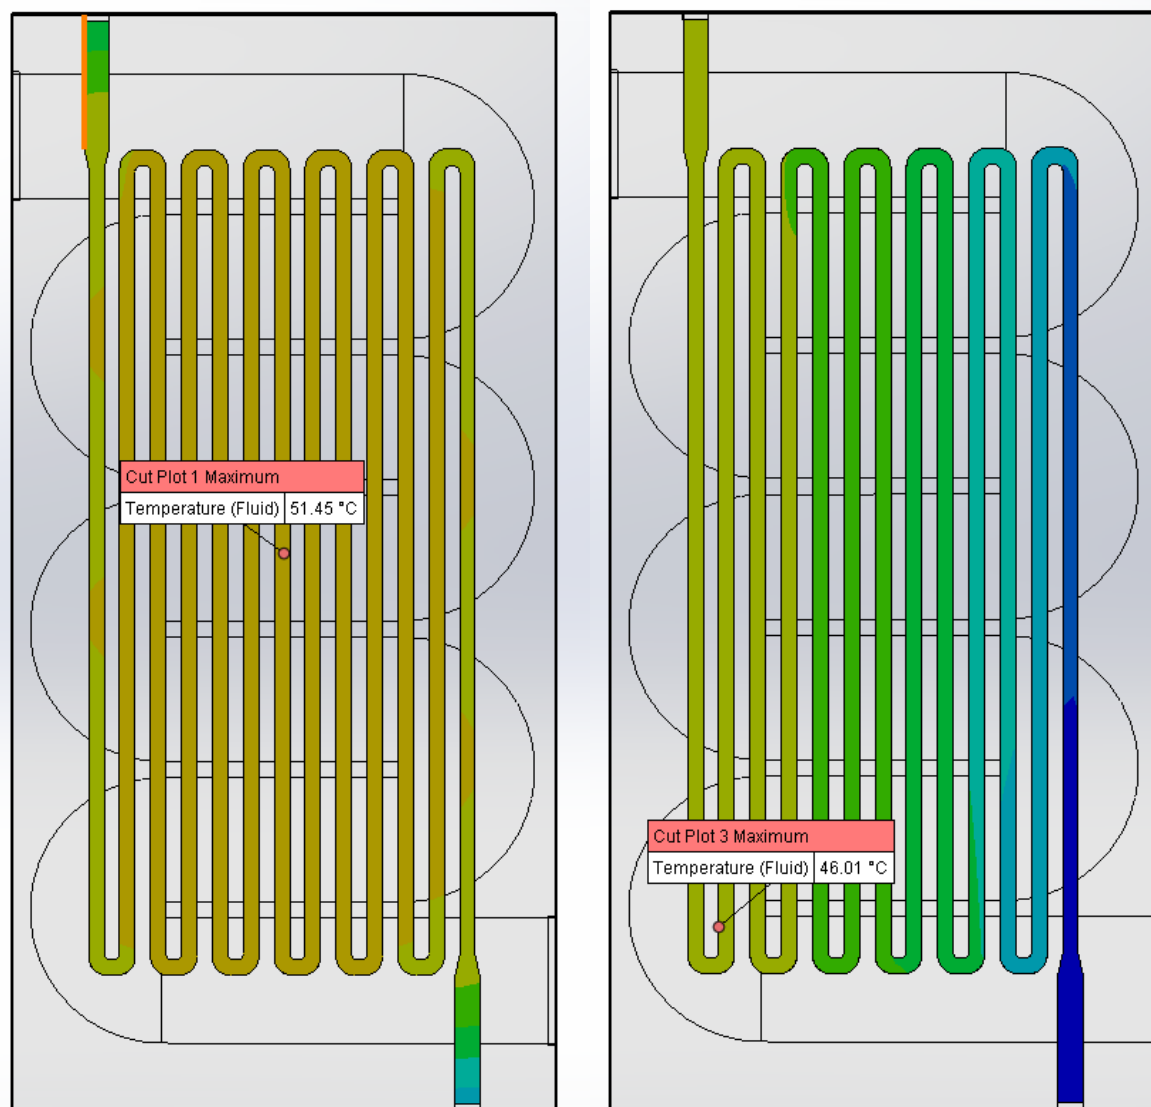 Cut Plot 1 Maximum
Temperature (Fluid) 51.45 °C
Cut Plot 3 Maximum
Temperature (Fluid) 46.01 °C